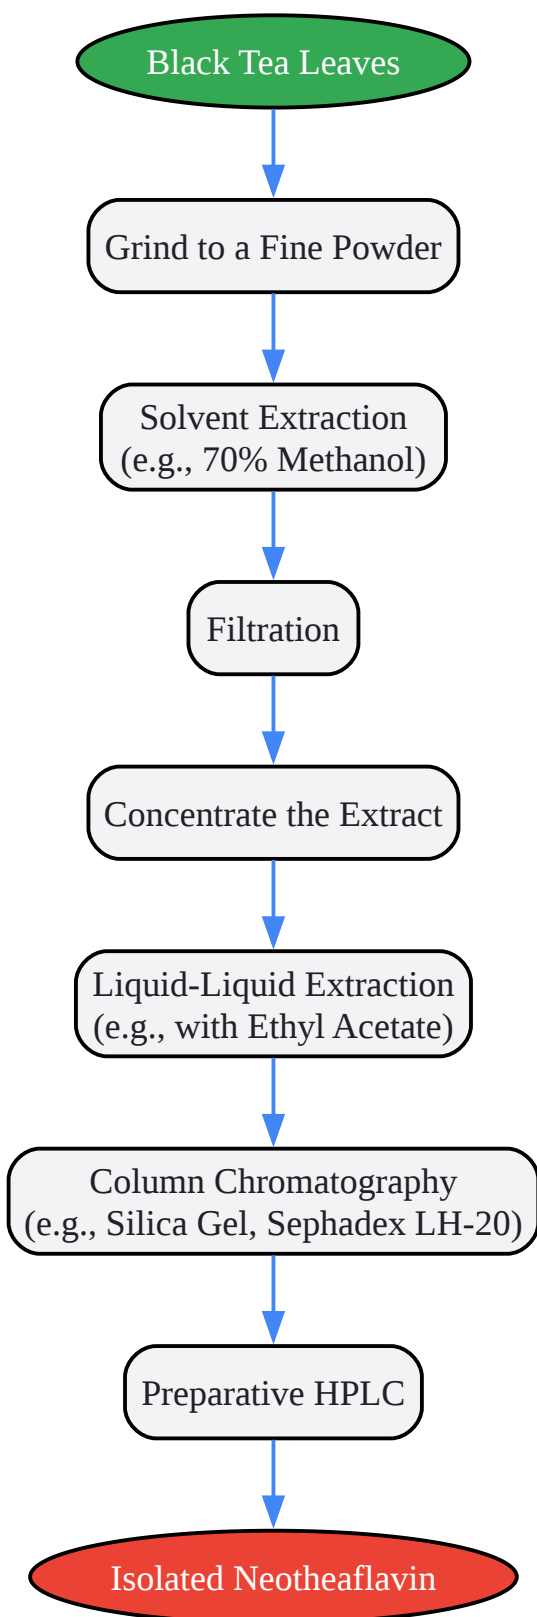 Black Tea Leaves
Grind to a Fine Powder
Solvent Extraction
(e.g., 70% Methanol)
Filtration
Concentrate the Extract
Liquid-Liquid Extraction
(e.g., with Ethyl Acetate)
Column Chromatography
(e.g., Silica Gel, Sephadex LH-20)
Preparative HPLC
Isolated Neotheaflavin